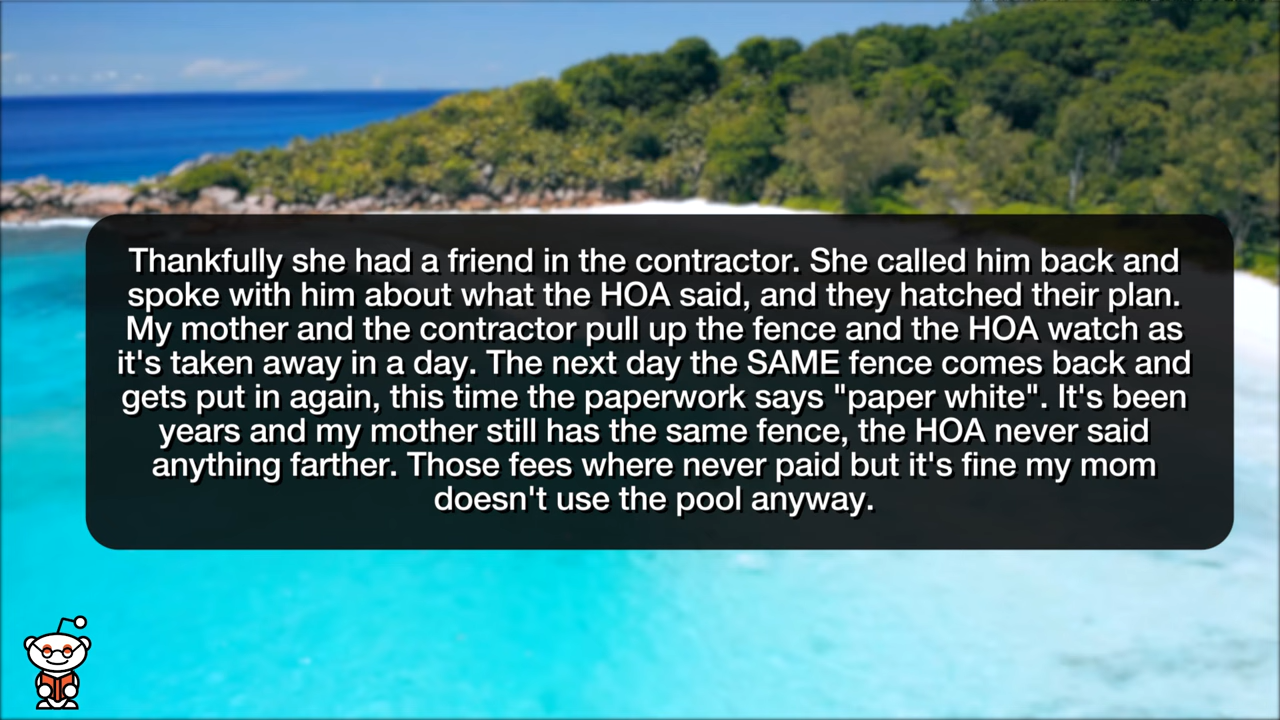 Thankfully she had a friend in the contractor. She called him back and
spoke with him about what the HOA said, and they hatched their plan.
My mother and the contractor pull up the fence and the HOA watch as
it's taken away in a day. The next day the SAME fence comes back and
gets put in again, this time the paperwork says "paper white". It's been
years and my mother still has the same fence, the HOA never said
anything farther. Those fees where never paid but it's fine my mom
doesn't use the pool anyway.